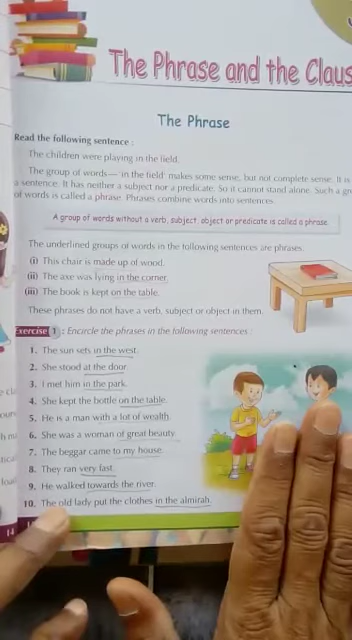 The Phrase and the Claus
The Phrase
Read the following sentence :
The children were playing in the field.
The group of words— 'in the field' makes some sense, but not complete sense. It is
a sentence. It has neither a subject nor a predicate. So it cannot stand alone. Such a gr
of words is called a phrase. Phrases combine words into sentences.
A group of words without a verb, subject, object or predicate is called a phrase.
The underlined groups of words in the following sentences are phrases.
(i) This chair is made up of wood.
(ii) The axe was lying in the corner.
(iii) The book is kept on the table.
These phrases do not have a verb, subject or object in them.
Exercise 1 : Encircle the phrases in the following sentences :
1. The sun sets in the west.
2. She stood at the door
3. I met him in the park.
4. She kept the bottle on the table.
5. He is a man with a lot of wealth.
6. She was a woman of great beauty.
7. The beggar came to my house.
8. They ran very fast.
9. He walked towards the river.
10. The old lady put the clothes in the almirah.
14